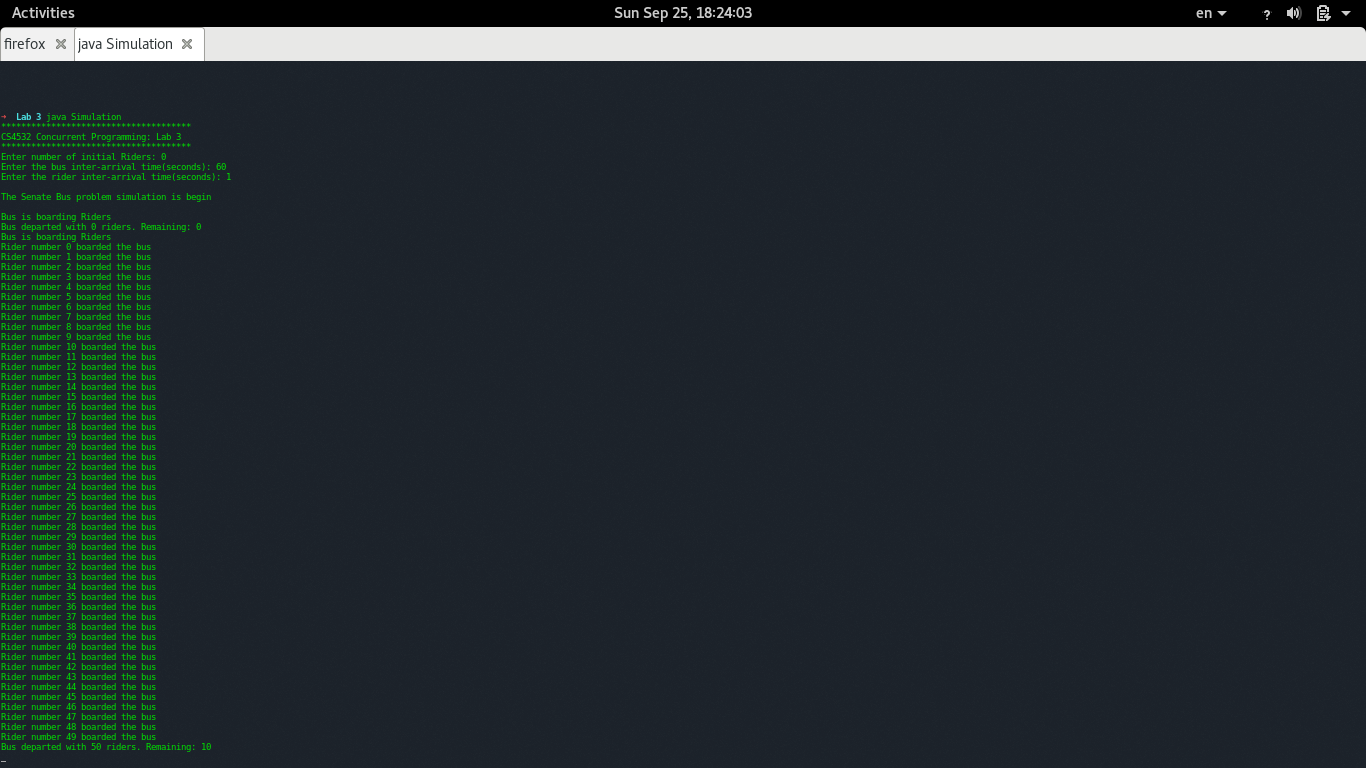 Activities
Sun Sep 25, 18:24:03
en
?
firefox
java Simulation
➜ Lab 3 java Simulation
**************************************
CS4532 Concurrent Programming: Lab 3
**************************************
Enter number of initial Riders: 0
Enter the bus inter-arrival time(seconds): 60
Enter the rider inter-arrival time(seconds): 1
The Senate Bus problem simulation is begin
Bus is boarding Riders
Bus departed with 0 riders. Remaining: 0
Bus is boarding Riders
Rider number 0 boarded the bus
Rider number 1 boarded the bus
Rider number 2 boarded the bus
Rider number 3 boarded the bus
Rider number 4 boarded the bus
Rider number 5 boarded the bus
Rider number 6 boarded the bus
Rider number 7 boarded the bus
Rider number 8 boarded the bus
Rider number 9 boarded the bus
Rider number 10 boarded the bus
Rider number 11 boarded the bus
Rider number 12 boarded the bus
Rider number 13 boarded the bus
Rider number 14 boarded the bus
Rider number 15 boarded the bus
Rider number 16 boarded the bus
Rider number 17 boarded the bus
Rider number 18 boarded the bus
Rider number 19 boarded the bus
Rider number 20 boarded the bus
Rider number 21 boarded the bus
Rider number 22 boarded the bus
Rider number 23 boarded the bus
Rider number 24 boarded the bus
Rider number 25 boarded the bus
Rider number 26 boarded the bus
Rider number 27 boarded the bus
Rider number 28 boarded the bus
Rider number 29 boarded the bus
Rider number 30 boarded the bus
Rider number 31 boarded the bus
Rider number 32 boarded the bus
Rider number 33 boarded the bus
Rider number 34 boarded the bus
Rider number 35 boarded the bus
Rider number 36 boarded the bus
Rider number 37 boarded the bus
Rider number 38 boarded the bus
Rider number 39 boarded the bus
Rider number 40 boarded the bus
Rider number 41 boarded the bus
Rider number 42 boarded the bus
Rider number 43 boarded the bus
Rider number 44 boarded the bus
Rider number 45 boarded the bus
Rider number 46 boarded the bus
Rider number 47 boarded the bus
Rider number 48 boarded the bus
Rider number 49 boarded the bus
Bus departed with 50 riders. Remaining: 10